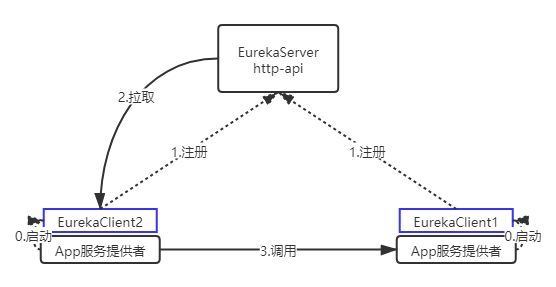 EurekaServer
http-api
2.拉取
1.注册
1.注册
EurekaClient2
EurekaClient1
0.启动
0.启动
App服务提供者
3.调用
App服务提供者